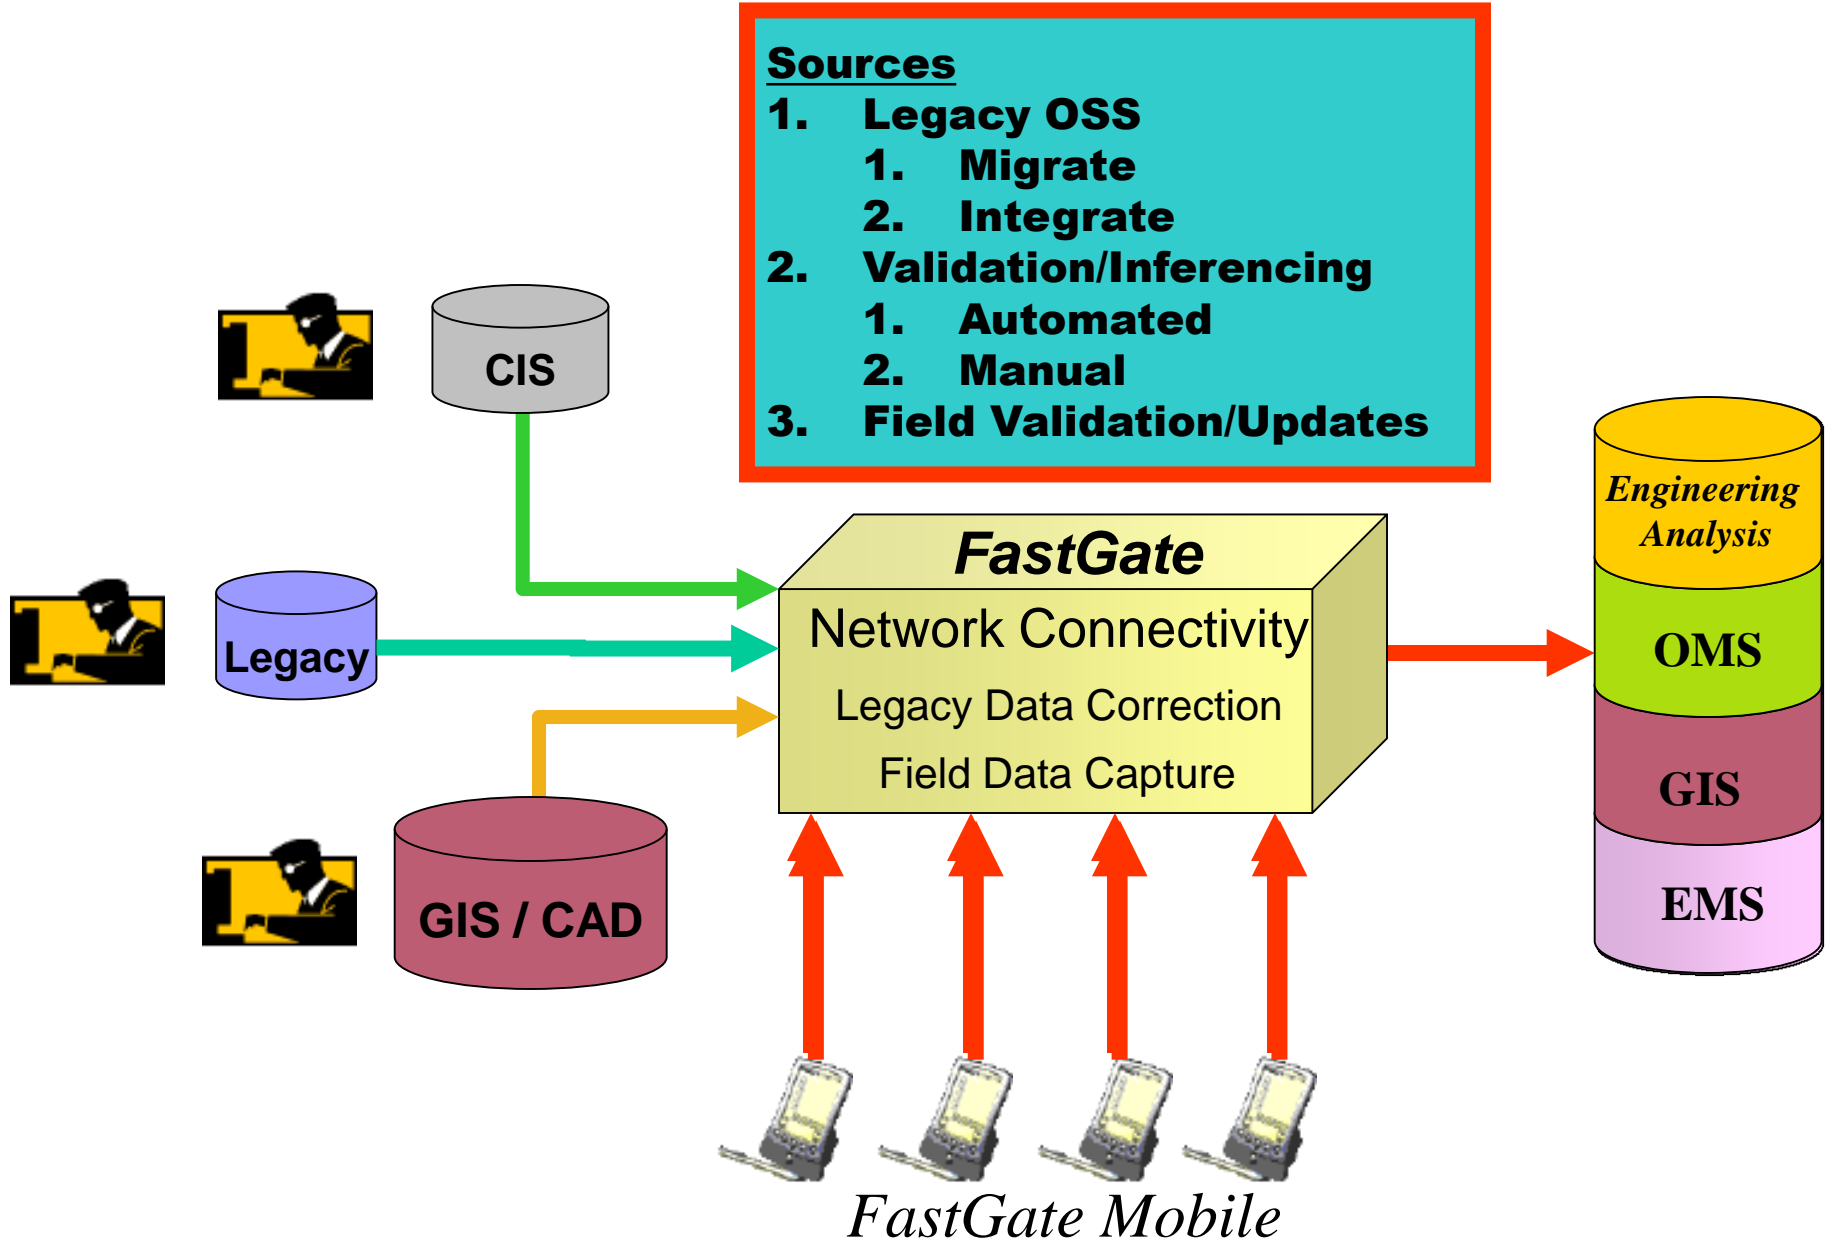 Sources
1. Legacy OSS
1. Migrate
2. Integrate
2. Validation/Inferencing
1. Automated
2. Manual
3. Field Validation/Updates
CIS
Legacy
GIS / CAD
FastGate
Network Connectivity
Legacy Data Correction
Field Data Capture
Engineering
Analysis
OMS
GIS
EMS
FastGate Mobile